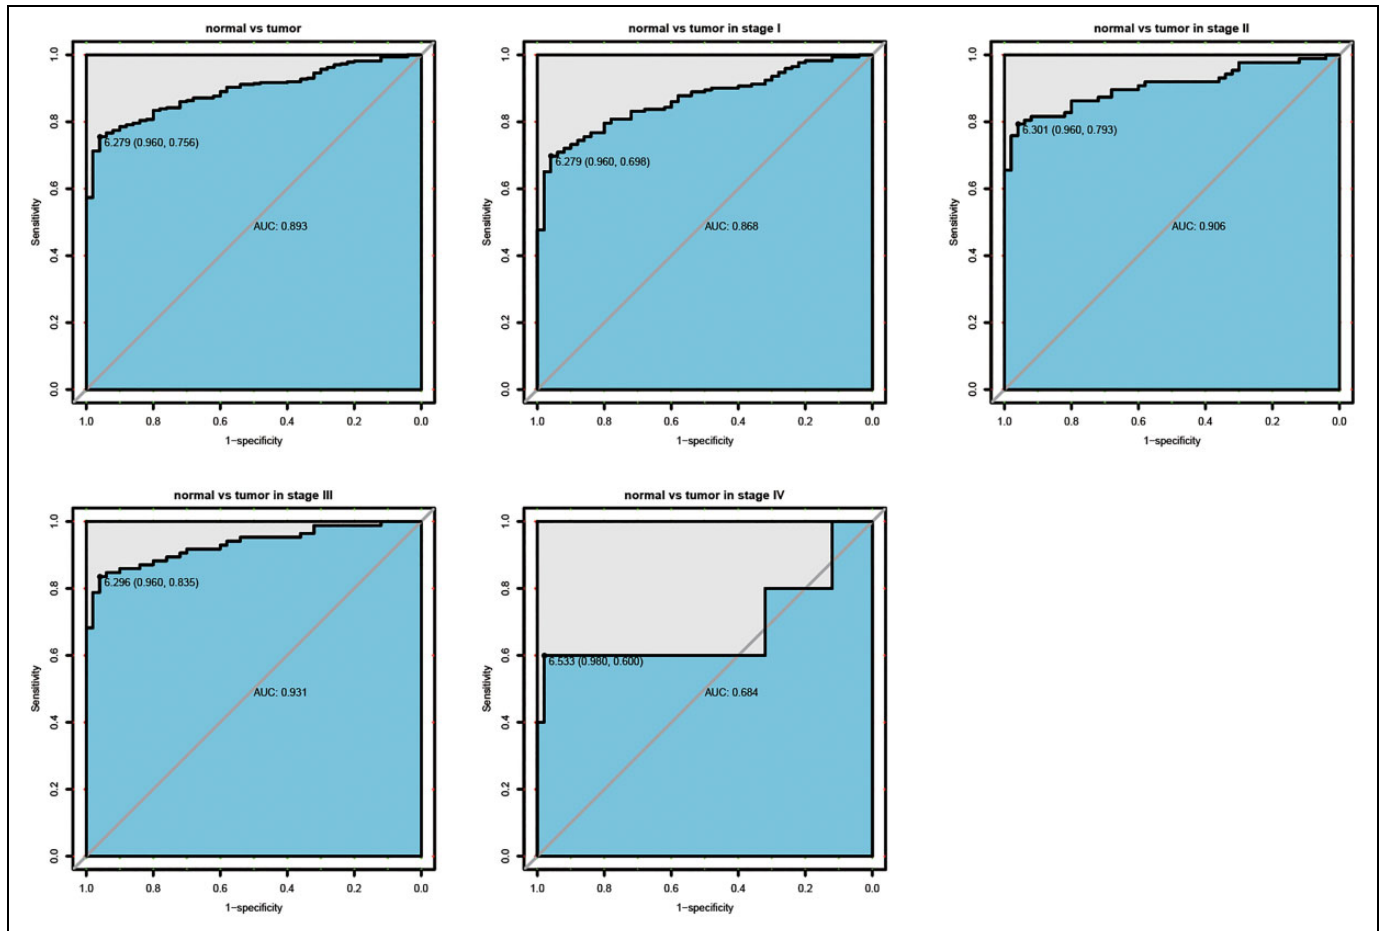 normal vs tumor
1.0
0.8
0.6
0.4
0.2
0.0
Sensitivity
6.279 (0.960, 0.756)
AUC: 0.893
1.0 0.8 0.6 0.4 0.2 0.0
1−specificity
normal vs tumor in stage I
1.0
0.8
0.6
0.4
0.2
0.0
Sensitivity
6.279 (0.960, 0.698)
AUC: 0.868
1.0 0.8 0.6 0.4 0.2 0.0
1−specificity
normal vs tumor in stage II
1.0
0.8
0.6
0.4
0.2
0.0
Sensitivity
6.301 (0.960, 0.793)
AUC: 0.906
1.0 0.8 0.6 0.4 0.2 0.0
1−specificity
normal vs tumor in stage III
1.0
0.8
0.6
0.4
0.2
0.0
Sensitivity
6.296 (0.960, 0.835)
AUC: 0.931
1.0 0.8 0.6 0.4 0.2 0.0
1−specificity
normal vs tumor in stage IV
1.0
0.8
0.6
0.4
0.2
0.0
Sensitivity
6.533 (0.980, 0.600)
AUC: 0.684
1.0 0.8 0.6 0.4 0.2 0.0
1−specificity